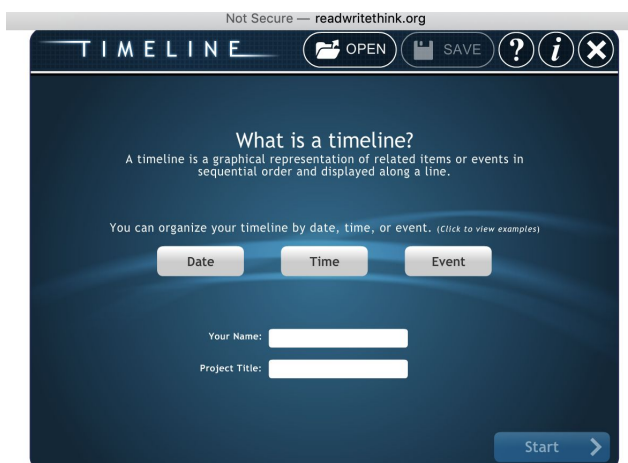 Not Secure — readwritethink.org
TIMELINE OPEN SAVE ? i X
What is a timeline?
A timeline is a graphical representation of related items or events in
sequential order and displayed along a line.
You can organize your timeline by date, time, or event. (Click to view examples)
Date Time Event
Your Name:
Project Title:
Start